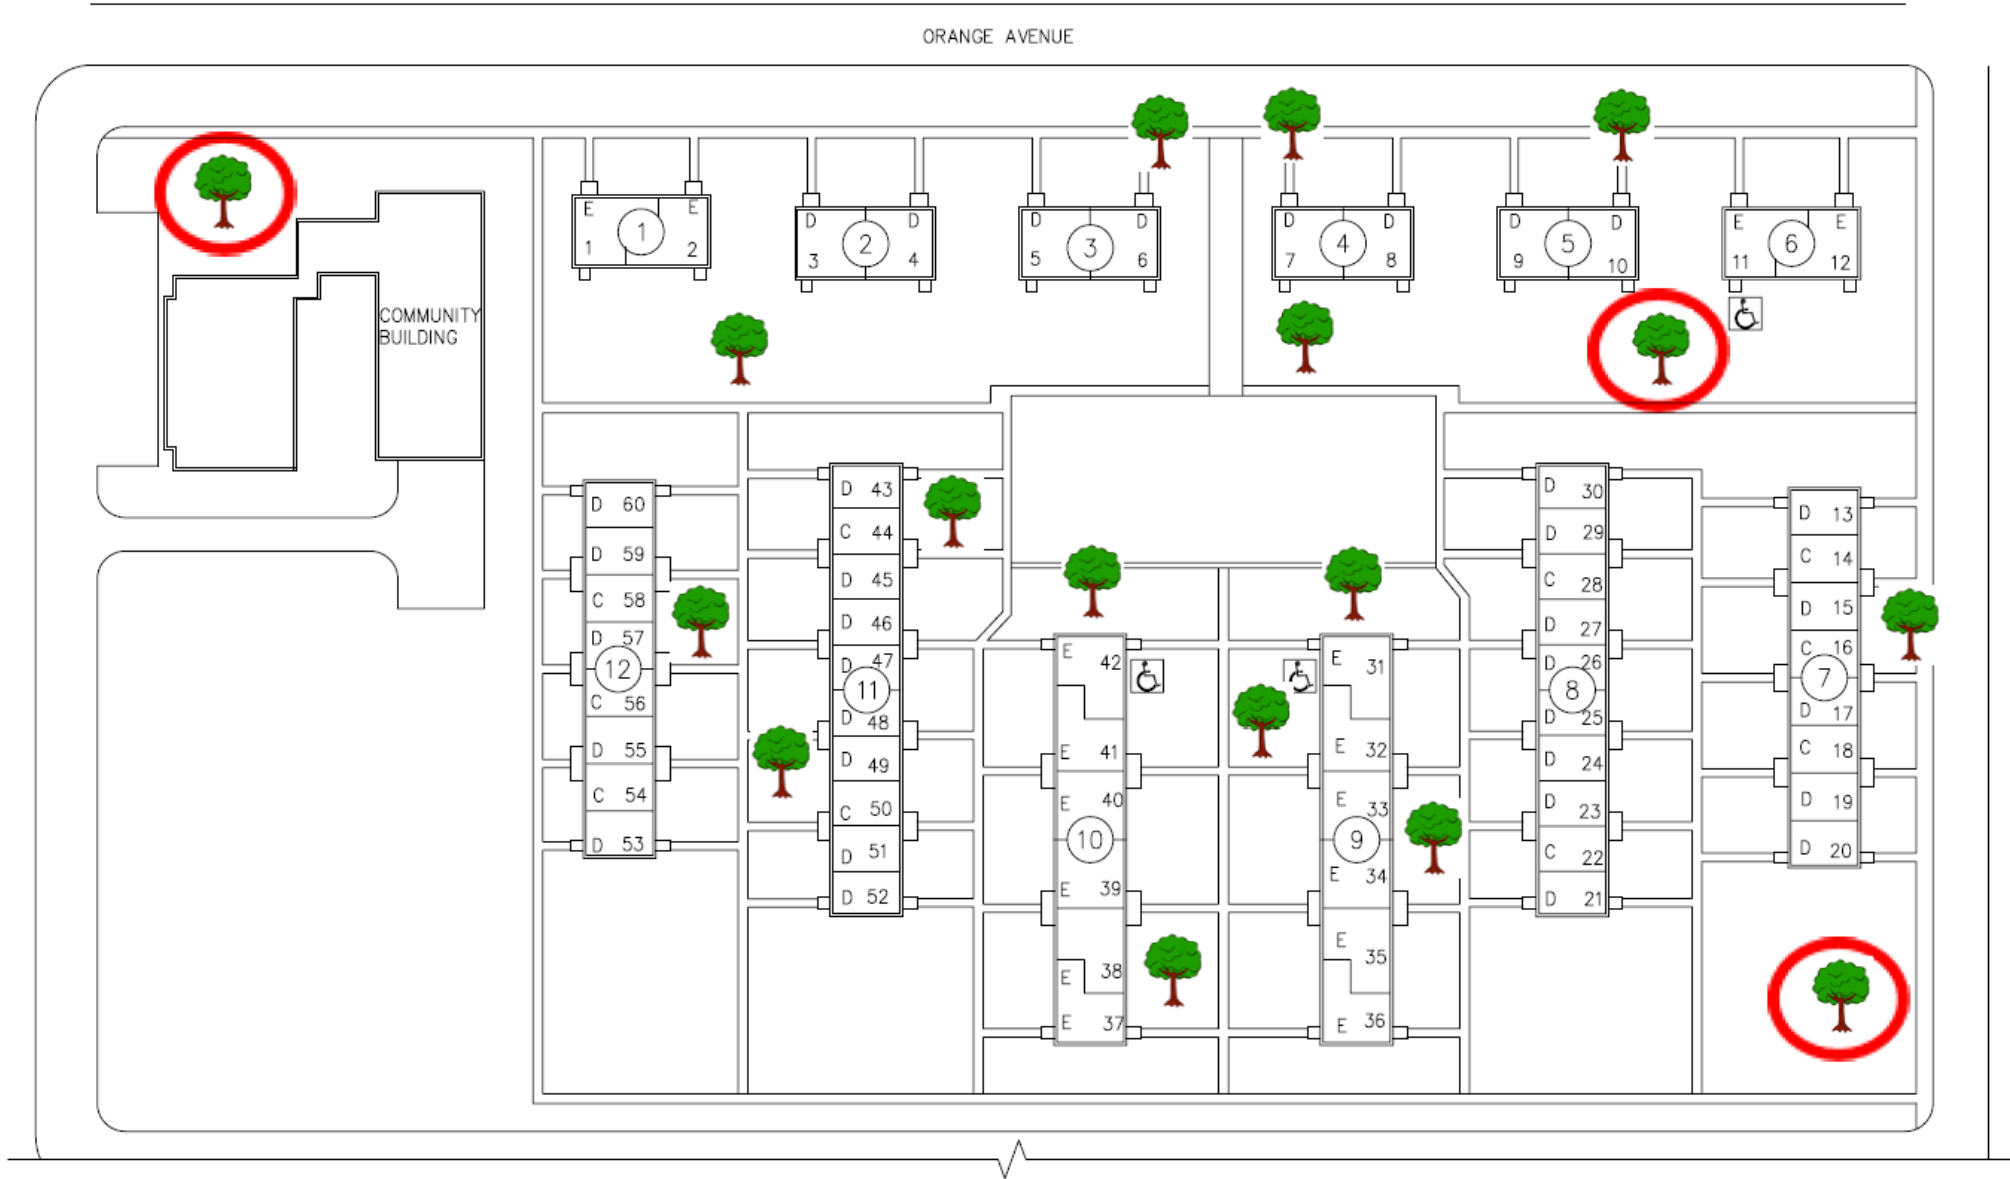 ORANGE AVENUE
E 1 E 2
1
D 3 D 4
2
D 5 D 6
3
D 7 D 8
4
D 9 D 10
5
E 11 E 12
6
COMMUNITY
BUILDING
D 60
D 59
C 58
D 57
12
C 56
D 55
C 54
D 53
D 43
C 44
D 45
D 46
D 47
11
D 48
D 49
C 50
D 51
D 52
E 42
E 41
E 40
10
E 39
E 38
E 37
E 31
E 32
E 33
9
E 34
E 35
E 36
D 30
D 29
C 28
D 27
D 26
8
D 25
D 24
D 23
C 22
D 21
D 13
C 14
D 15
C 16
7
D 17
C 18
D 19
D 20